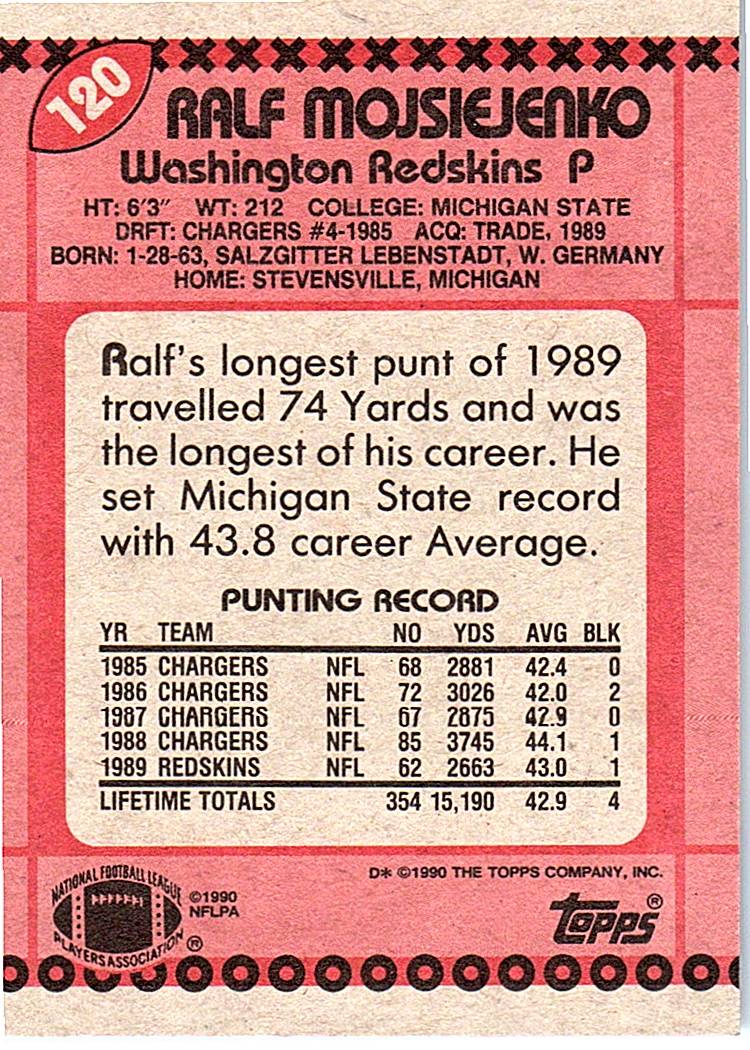 120
RALF MOJSIEJENKO
Washington Redskins P
HT: 6'3" WT: 212 COLLEGE: MICHIGAN STATE
DRFT: CHARGERS #4-1985 ACQ: TRADE, 1989
BORN: 1-28-63, SALZGITTER LEBENSTADT, W. GERMANY
HOME: STEVENSVILLE, MICHIGAN
Ralf's longest punt of 1989
travelled 74 Yards and was
the longest of his career. He
set Michigan State record
with 43.8 career Average.
PUNTING RECORD
YR TEAM NO YDS AVG BLK
1985 CHARGERS NFL 68 2881 42.4 0
1986 CHARGERS NFL 72 3026 42.0 2
1987 CHARGERS NFL 67 2875 42.9 0
1988 CHARGERS NFL 85 3745 44.1 1
1989 REDSKINS NFL 62 2663 43.0 1
LIFETIME TOTALS 354 15,190 42.9 4
D* ©1990 THE TOPPS COMPANY, INC.
NATIONAL FOOTBALL LEAGUE
PLAYERS ASSOCIATION ®
©1990
NFLPA
topps ®